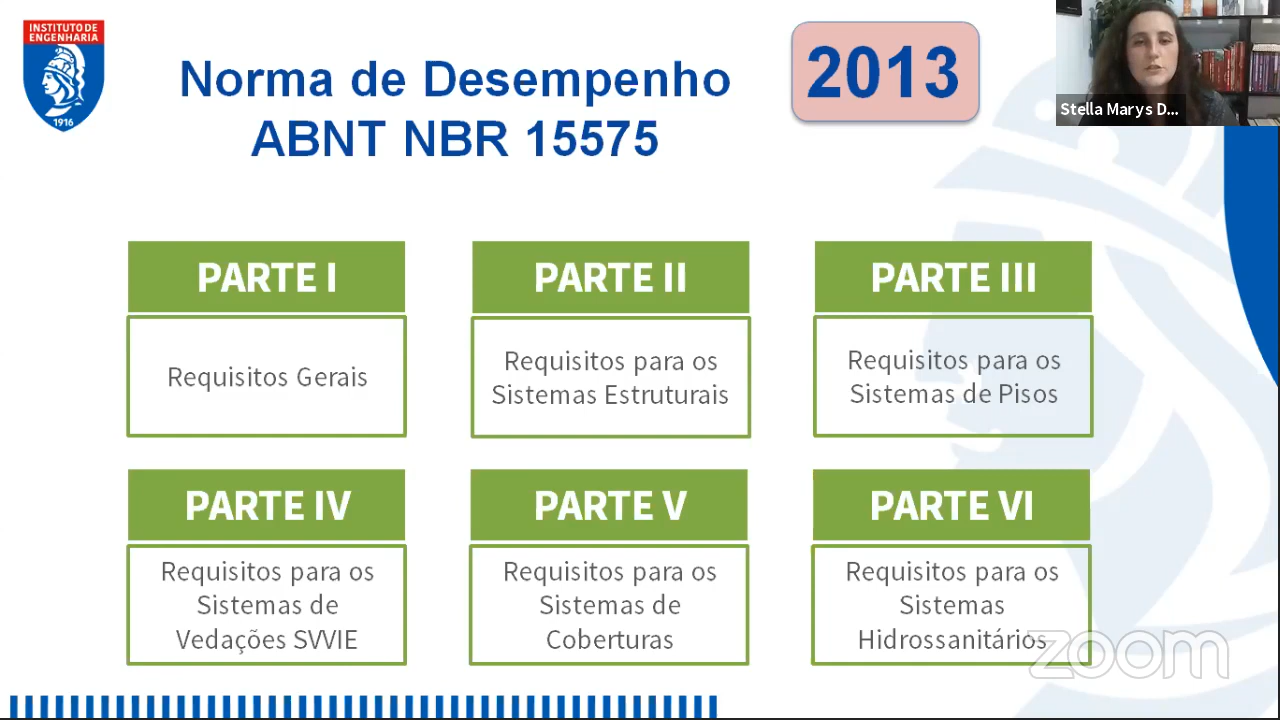 INSTITUTO DE
ENGENHARIA
1916
Norma de Desempenho
ABNT NBR 15575
2013
Stella Marys D...
PARTE I
Requisitos Gerais
PARTE II
Requisitos para os
Sistemas Estruturais
PARTE III
Requisitos para os
Sistemas de Pisos
PARTE IV
Requisitos para os
Sistemas de
Vedações SVVIE
PARTE V
Requisitos para os
Sistemas de
Coberturas
PARTE VI
Requisitos para os
Sistemas
Hidrossanitários
zoom